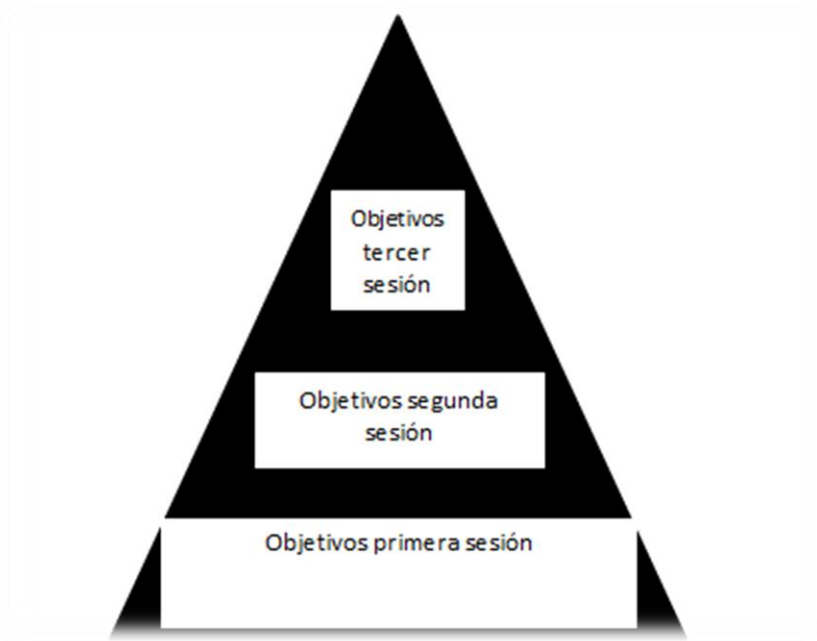 Objetivos
tercer
sesión
Objetivos segunda
sesión
Objetivos primera sesión